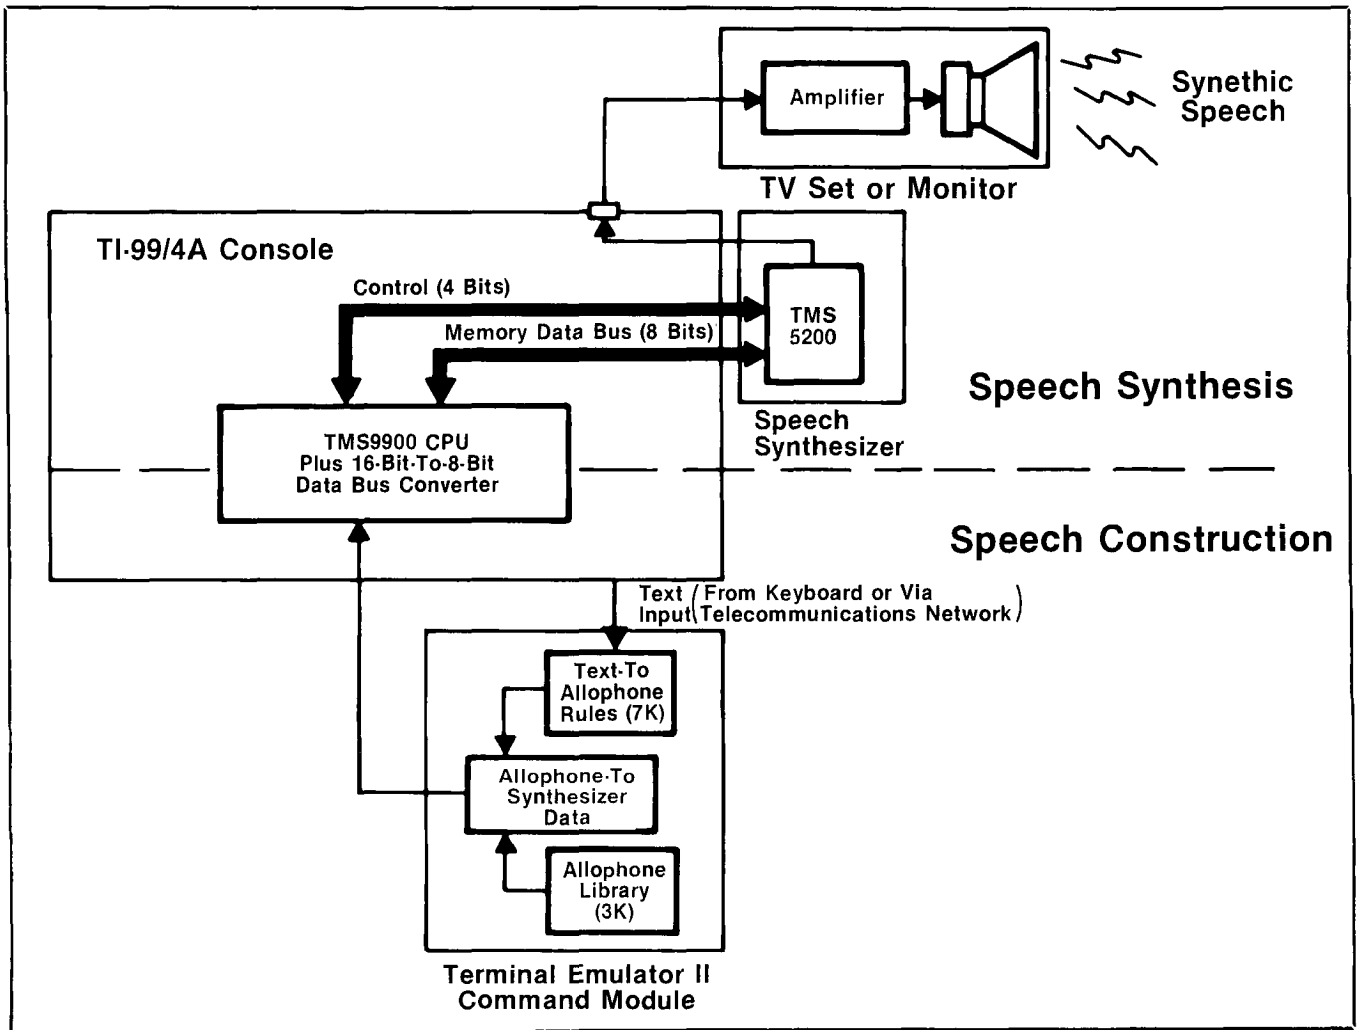 Amplifier
Synethic
Speech
TV Set or Monitor
TI-99/4A Console
Control (4 Bits)
Memory Data Bus (8 Bits)
TMS
5200
Speech Synthesis
Speech
Synthesizer
TMS9900 CPU
Plus 16-Bit-To-8-Bit
Data Bus Converter
Speech Construction
Text (From Keyboard or Via
Input Telecommunications Network)
Text-To
Allophone
Rules (7K)
Allophone-To
Synthesizer
Data
Allophone
Library
(3K)
Terminal Emulator II
Command Module